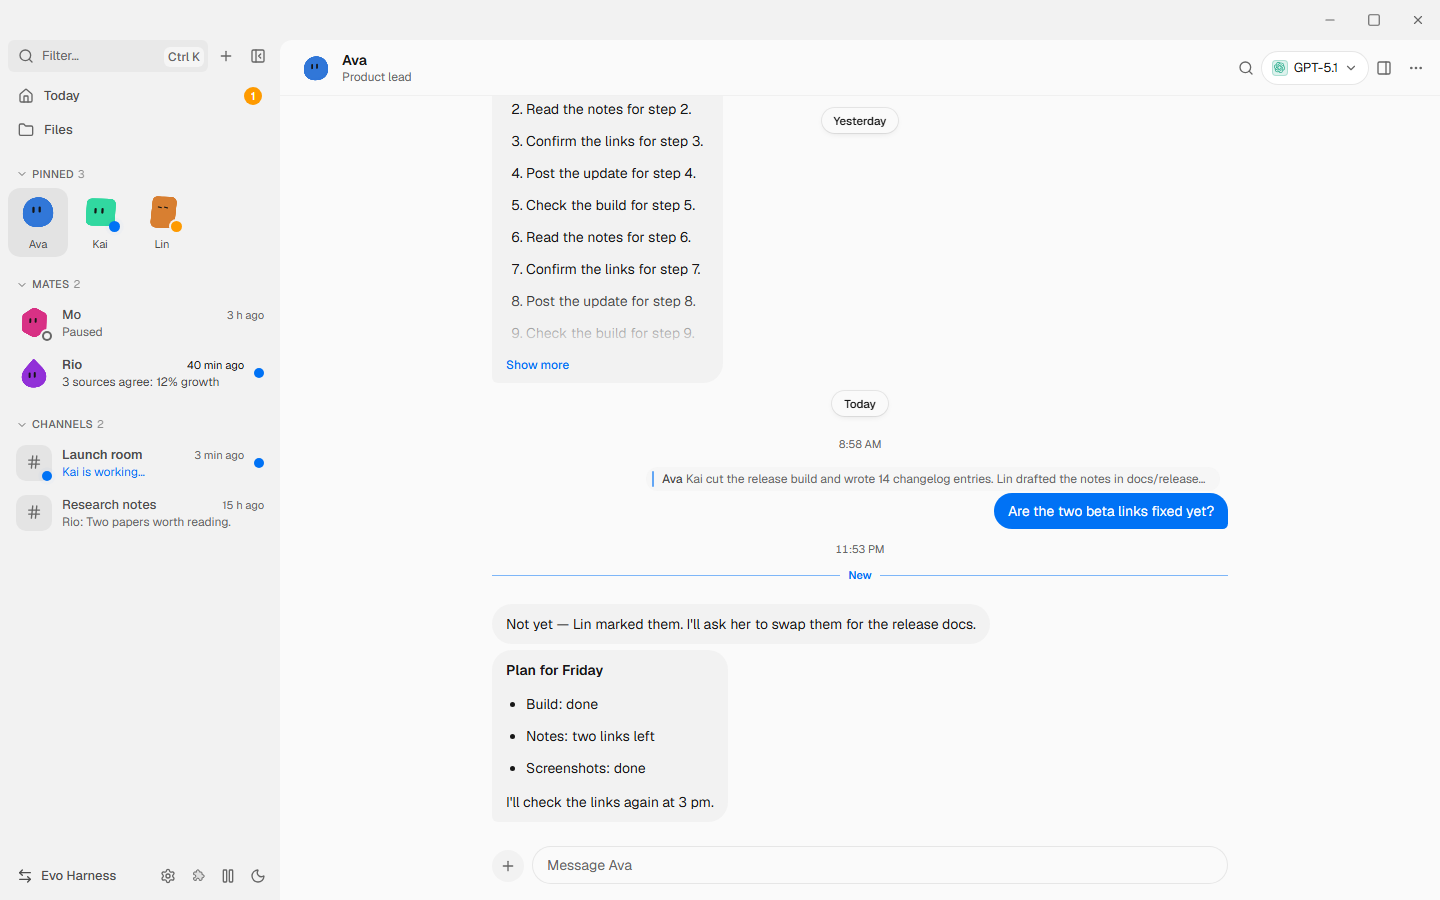 Filter...
Ctrl K
Today
1
Files
PINNED 3
Ava
Kai
Lin
MATES 2
Mo
3 h ago
Paused
Rio
40 min ago
3 sources agree: 12% growth
CHANNELS 2
Launch room
3 min ago
Kai is working...
Research notes
15 h ago
Rio: Two papers worth reading.
Evo Harness
Ava
Product lead
GPT-5.1
Yesterday
2. Read the notes for step 2.
3. Confirm the links for step 3.
4. Post the update for step 4.
5. Check the build for step 5.
6. Read the notes for step 6.
7. Confirm the links for step 7.
8. Post the update for step 8.
9. Check the build for step 9.
Show more
Today
8:58 AM
Ava Kai cut the release build and wrote 14 changelog entries. Lin drafted the notes in docs/release...
Are the two beta links fixed yet?
11:53 PM
New
Not yet — Lin marked them. I'll ask her to swap them for the release docs.
Plan for Friday
• Build: done
• Notes: two links left
• Screenshots: done
I'll check the links again at 3 pm.
Message Ava